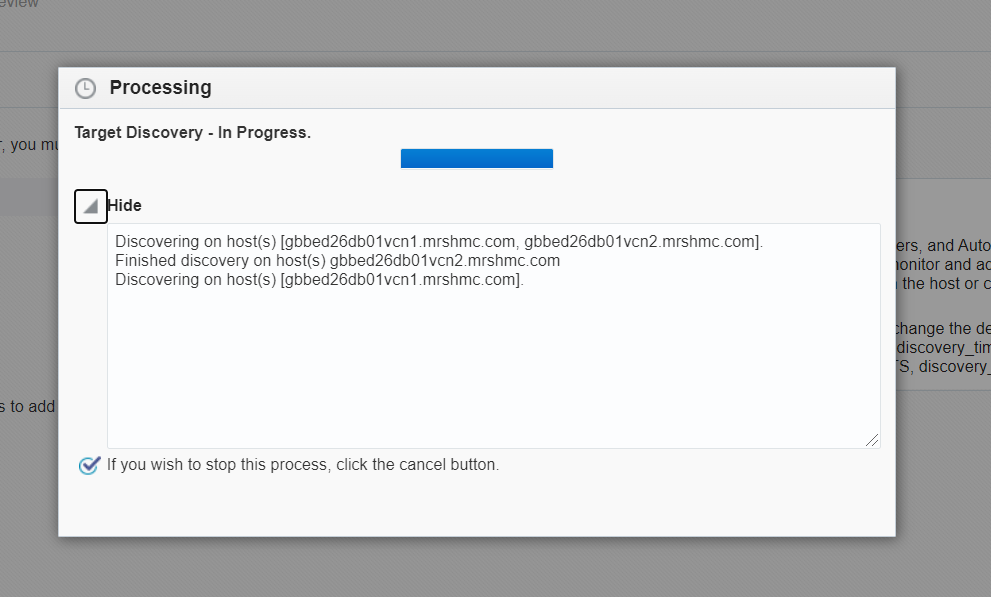 eview
Processing
Target Discovery - In Progress.
, you mu
Hide
Discovering on host(s) [gbbed26db01vcn1.mrshmc.com, gbbed26db01vcn2.mrshmc.com].
Finished discovery on host(s) gbbed26db01vcn2.mrshmc.com
Discovering on host(s) [gbbed26db01vcn1.mrshmc.com].
ers, and Auto
onitor and
the host or c
change the de
discovery_tim
TS, discovery_
s to add
If you wish to stop this process, click the cancel button.